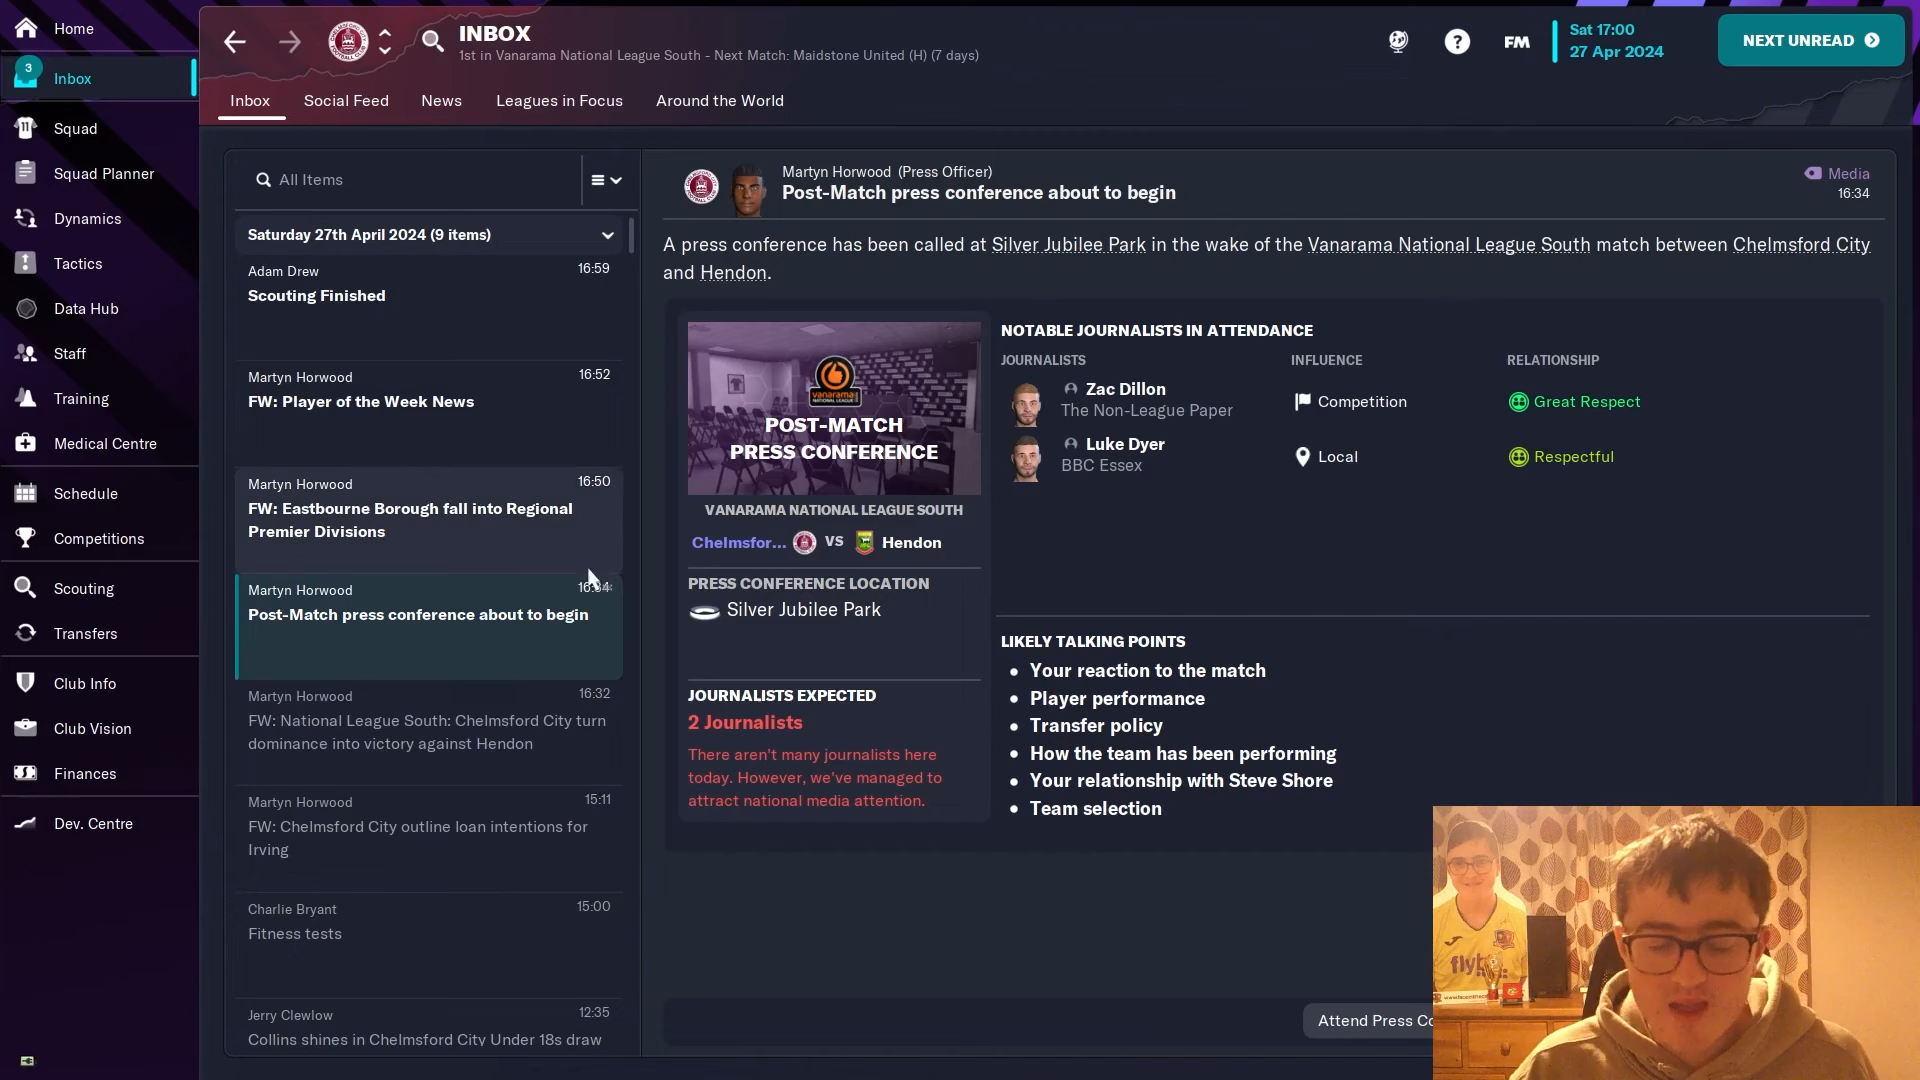 Home
3
Inbox
Squad
Squad Planner
Dynamics
Tactics
Data Hub
Staff
Training
Medical Centre
Schedule
Competitions
Scouting
Transfers
Club Info
Club Vision
Finances
Dev. Centre
INBOX
1st in Vanarama National League South - Next Match: Maidstone United (H) (7 days)
?
FM
Sat 17:00
27 Apr 2024
NEXT UNREAD
Inbox
Social Feed
News
Leagues in Focus
Around the World
All Items
Saturday 27th April 2024 (9 items)
Adam Drew
16:59
Scouting Finished
Martyn Horwood
16:52
FW: Player of the Week News
Martyn Horwood
16:50
FW: Eastbourne Borough fall into Regional
Premier Divisions
Martyn Horwood
16:34
Post-Match press conference about to begin
Martyn Horwood
16:32
FW: National League South: Chelmsford City turn
dominance into victory against Hendon
Martyn Horwood
15:11
FW: Chelmsford City outline loan intentions for
Irving
Charlie Bryant
15:00
Fitness tests
Jerry Clewlow
12:35
Collins shines in Chelmsford City Under 18s draw
Martyn Horwood (Press Officer)
Post-Match press conference about to begin
Media
16:34
A press conference has been called at Silver Jubilee Park in the wake of the Vanarama National League South match between Chelmsford City
and Hendon.
vanarama
NATIONAL LEAGUE
POST-MATCH
PRESS CONFERENCE
VANARAMA NATIONAL LEAGUE SOUTH
Chelmsfor... VS Hendon
PRESS CONFERENCE LOCATION
Silver Jubilee Park
JOURNALISTS EXPECTED
2 Journalists
There aren't many journalists here
today. However, we've managed to
attract national media attention.
NOTABLE JOURNALISTS IN ATTENDANCE
JOURNALISTS
INFLUENCE
RELATIONSHIP
Zac Dillon
The Non-League Paper
Competition
Great Respect
Luke Dyer
BBC Essex
Local
Respectful
LIKELY TALKING POINTS
• Your reaction to the match
• Player performance
• Transfer policy
• How the team has been performing
• Your relationship with Steve Shore
• Team selection
Attend Press Co
flyb